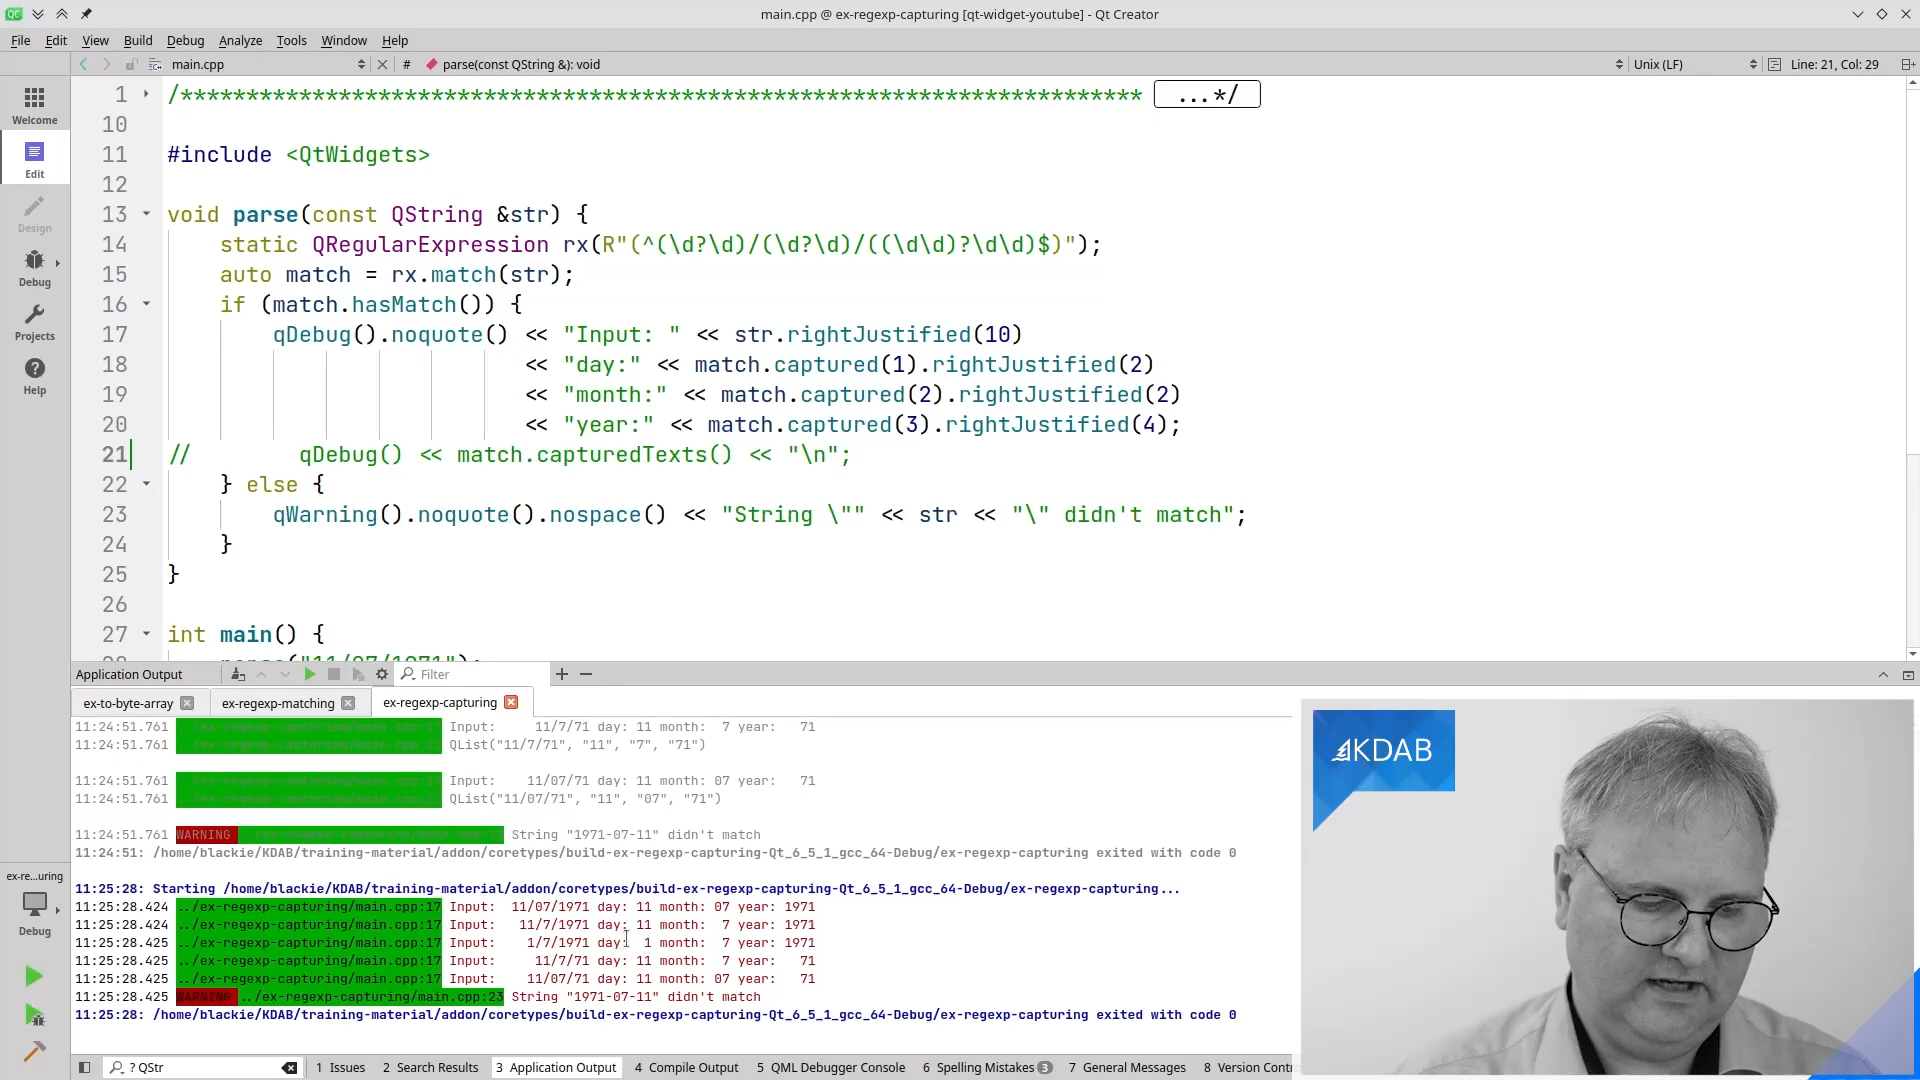 main.cpp @ ex-regexp-capturing [qt-widget-youtube] - Qt Creator
File Edit View Build Debug Analyze Tools Window Help
main.cpp # parse(const QString &): void Unix (LF) Line: 21, Col: 29
Welcome
Edit
Design
Debug
Projects
Help
1 /************************************************************************* ...*/
10
11 #include <QtWidgets>
12
13 void parse(const QString &str) {
14 static QRegularExpression rx(R"(^(\d?\d)/(\d?\d)/((\d\d)?\d\d)$)");
15 auto match = rx.match(str);
16 if (match.hasMatch()) {
17 qDebug().noquote() << "Input: " << str.rightJustified(10)
18 << "day:" << match.captured(1).rightJustified(2)
19 << "month:" << match.captured(2).rightJustified(2)
20 << "year:" << match.captured(3).rightJustified(4);
21 // qDebug() << match.capturedTexts() << "\n";
22 } else {
23 qWarning().noquote().nospace() << "String \"" << str << "\" didn't match";
24 }
25 }
26
27 int main() {
Application Output Filter
ex-to-byte-array ex-regexp-matching ex-regexp-capturing
11:24:51.761 Input: 11/7/71 day: 11 month: 7 year: 71
11:24:51.761 QList("11/7/71", "11", "7", "71")
11:24:51.761 Input: 11/07/71 day: 11 month: 07 year: 71
11:24:51.761 QList("11/07/71", "11", "07", "71")
11:24:51.761 WARNING String "1971-07-11" didn't match
11:24:51: /home/blackie/KDAB/training-material/addon/coretypes/build-ex-regexp-capturing-Qt_6_5_1_gcc_64-Debug/ex-regexp-capturing exited with code 0
11:25:28: Starting /home/blackie/KDAB/training-material/addon/coretypes/build-ex-regexp-capturing-Qt_6_5_1_gcc_64-Debug/ex-regexp-capturing...
11:25:28.424 ../ex-regexp-capturing/main.cpp:17 Input: 11/07/1971 day: 11 month: 07 year: 1971
11:25:28.424 ../ex-regexp-capturing/main.cpp:17 Input: 11/7/1971 day: 11 month: 7 year: 1971
11:25:28.425 ../ex-regexp-capturing/main.cpp:17 Input: 1/7/1971 day: 1 month: 7 year: 1971
11:25:28.425 ../ex-regexp-capturing/main.cpp:17 Input: 11/7/71 day: 11 month: 7 year: 71
11:25:28.425 ../ex-regexp-capturing/main.cpp:17 Input: 11/07/71 day: 11 month: 07 year: 71
11:25:28.425 WARNING ../ex-regexp-capturing/main.cpp:23 String "1971-07-11" didn't match
11:25:28: /home/blackie/KDAB/training-material/addon/coretypes/build-ex-regexp-capturing-Qt_6_5_1_gcc_64-Debug/ex-regexp-capturing exited with code 0
KDAB
ex-re...uring
Debug
? QStr 1 Issues 2 Search Results 3 Application Output 4 Compile Output 5 QML Debugger Console 6 Spelling Mistakes 3 7 General Messages 8 Version Contr